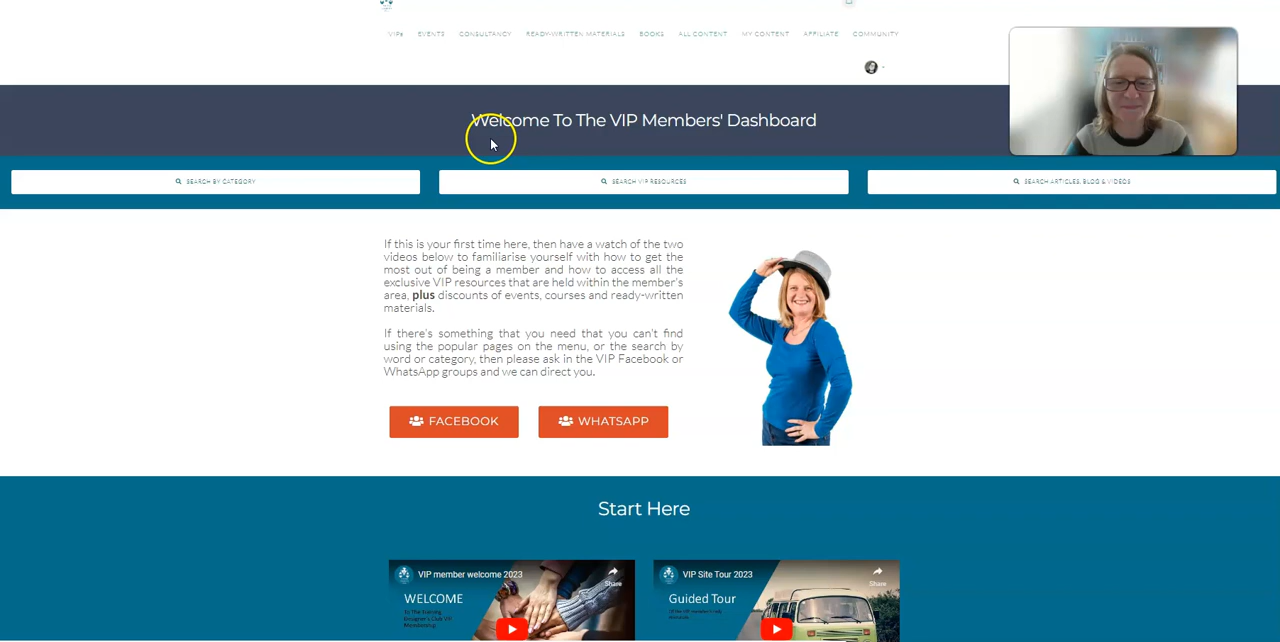 VIPs EVENTS CONSULTANCY READY-WRITTEN MATERIALS BOOKS ALL CONTENT MY CONTENT AFFILIATE COMMUNITY
Welcome To The VIP Members' Dashboard
SEARCH BY CATEGORY
SEARCH VIP RESOURCES
SEARCH ARTICLES, BLOG & VIDEOS
If this is your first time here, then have a watch of the two
videos below to familiarise yourself with how to get the
most out of being a member and how to access all the
exclusive VIP resources that are held within the member's
area, plus discounts of events, courses and ready-written
materials.
If there's something that you need that you can't find
using the popular pages on the menu, or the search by
word or category, then please ask in the VIP Facebook or
WhatsApp groups and we can direct you.
FACEBOOK
WHATSAPP
Start Here
VIP member welcome 2023
Share
WELCOME
To The Training
Designer's Club VIP
Membership
VIP Site Tour 2023
Share
Guided Tour